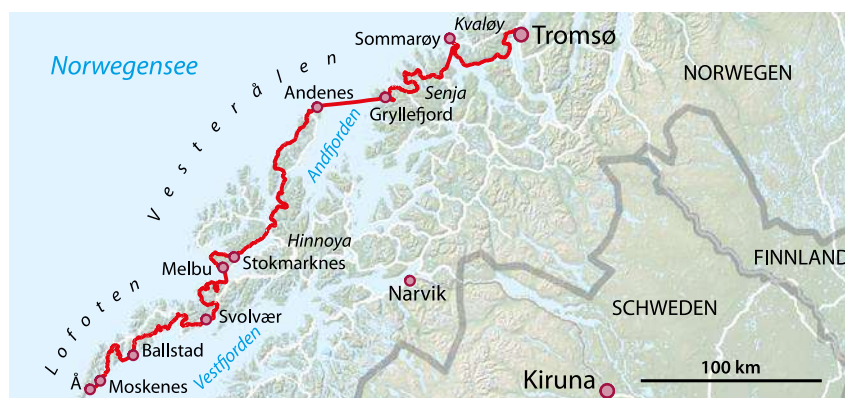 Kvaløy
Sommarøy
Tromsø
Norwegensee
NORWEGEN
Vesterålen
Andenes
Senja
Gryllefjord
Andfjorden
Hinnoya
FINNLAND
Melbu
Stokmarknes
Narvik
SCHWEDEN
Lofoten
Svolvær
Vestfjorden
Ballstad
100 km
Å
Moskenes
Kiruna